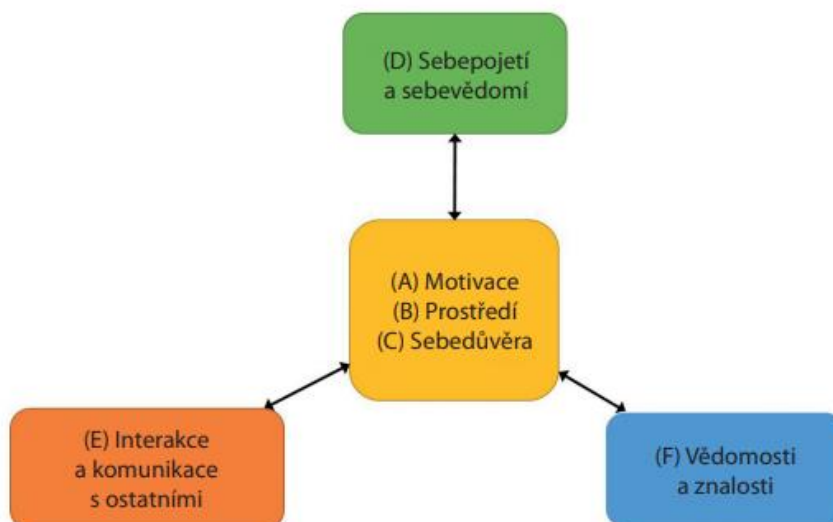 (D) Sebepojetí
a sebevědomí
(A) Motivace
(B) Prostředí
(C) Sebedůvěra
(E) Interakce
a komunikace
s ostatními
(F) Vědomosti
a znalosti